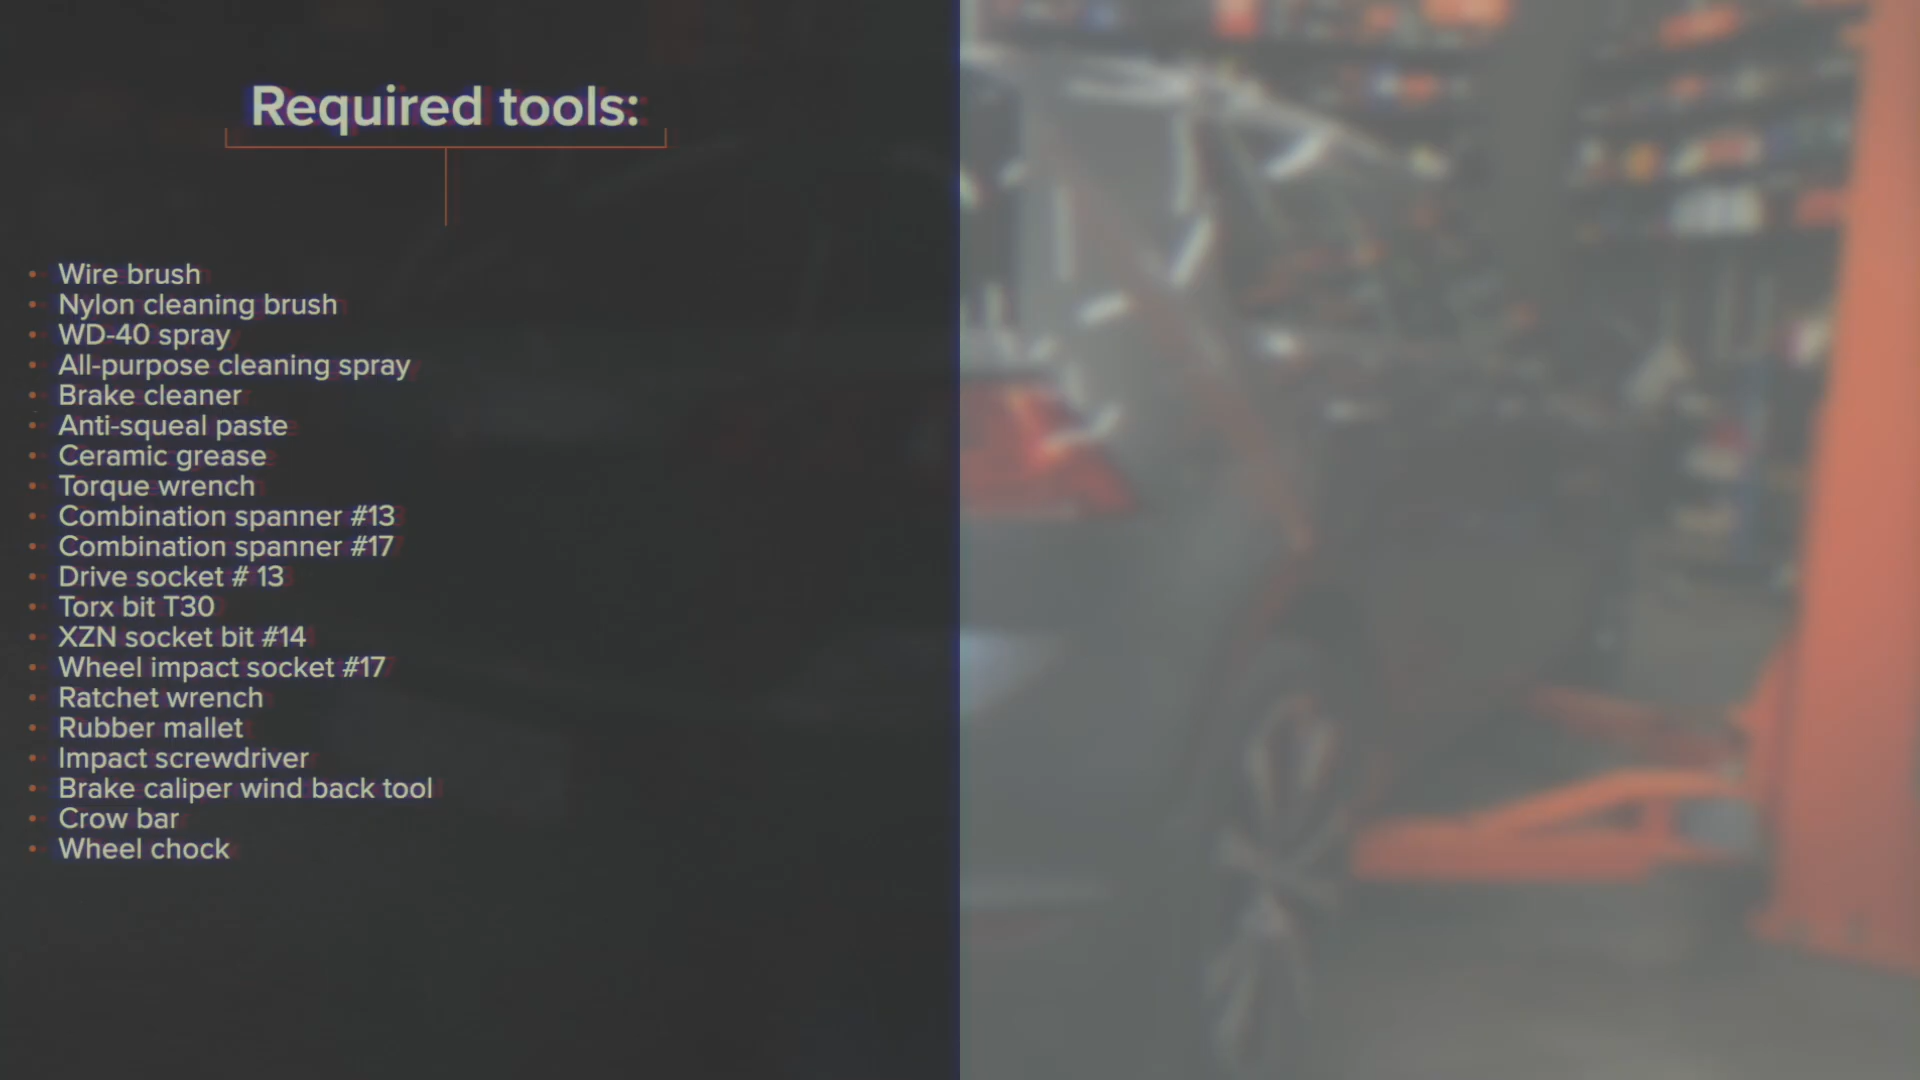 Required tools:
Wire brush
Nylon cleaning brush
WD-40 spray
All-purpose cleaning spray
Brake cleaner
Anti-squeal paste
Ceramic grease
Torque wrench
Combination spanner #13
Combination spanner #17
Drive socket # 13
Torx bit T30
XZN socket bit #14
Wheel impact socket #17
Ratchet wrench
Rubber mallet
Impact screwdriver
Brake caliper wind back tool
Crow bar
Wheel chock